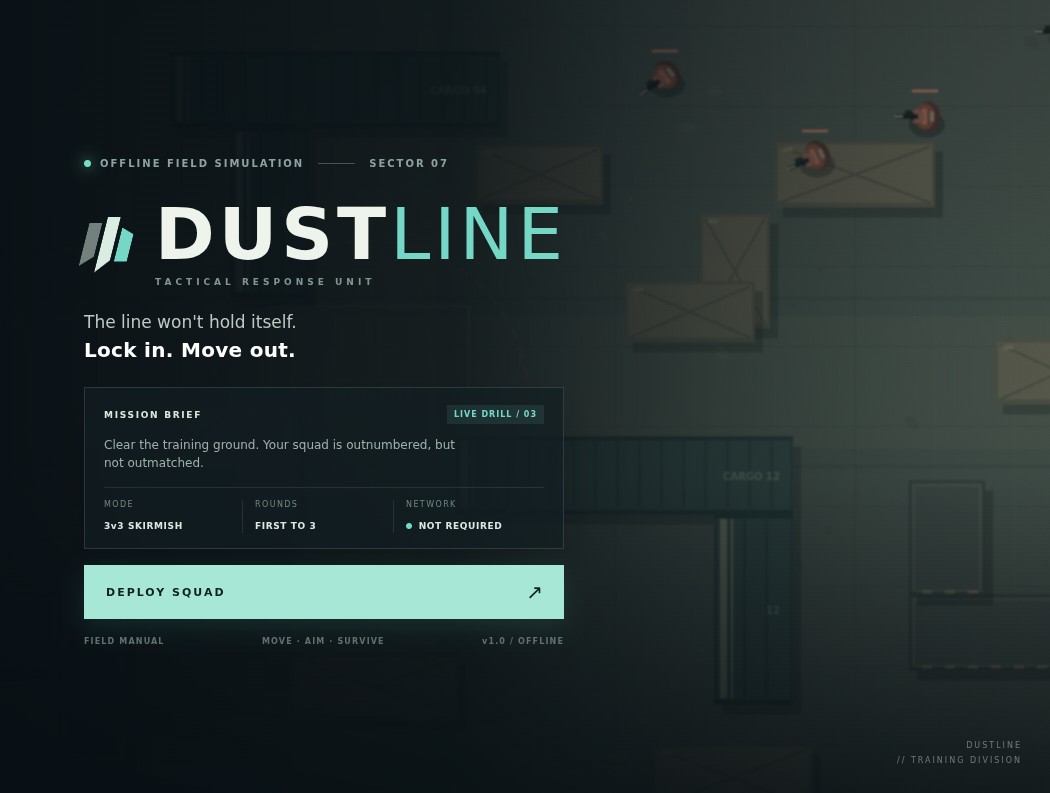 CARGO 04
OFFLINE FIELD SIMULATION
SECTOR 07
DUSTLINE
TACTICAL RESPONSE UNIT
The line won't hold itself.
Lock in. Move out.
MISSION BRIEF
LIVE DRILL / 03
Clear the training ground. Your squad is outnumbered, but
not outmatched.
MODE
ROUNDS
NETWORK
3v3 SKIRMISH
FIRST TO 3
NOT REQUIRED
CARGO 12
DEPLOY SQUAD ↗
12
FIELD MANUAL
MOVE · AIM · SURVIVE
v1.0 / OFFLINE
DUSTLINE
// TRAINING DIVISION